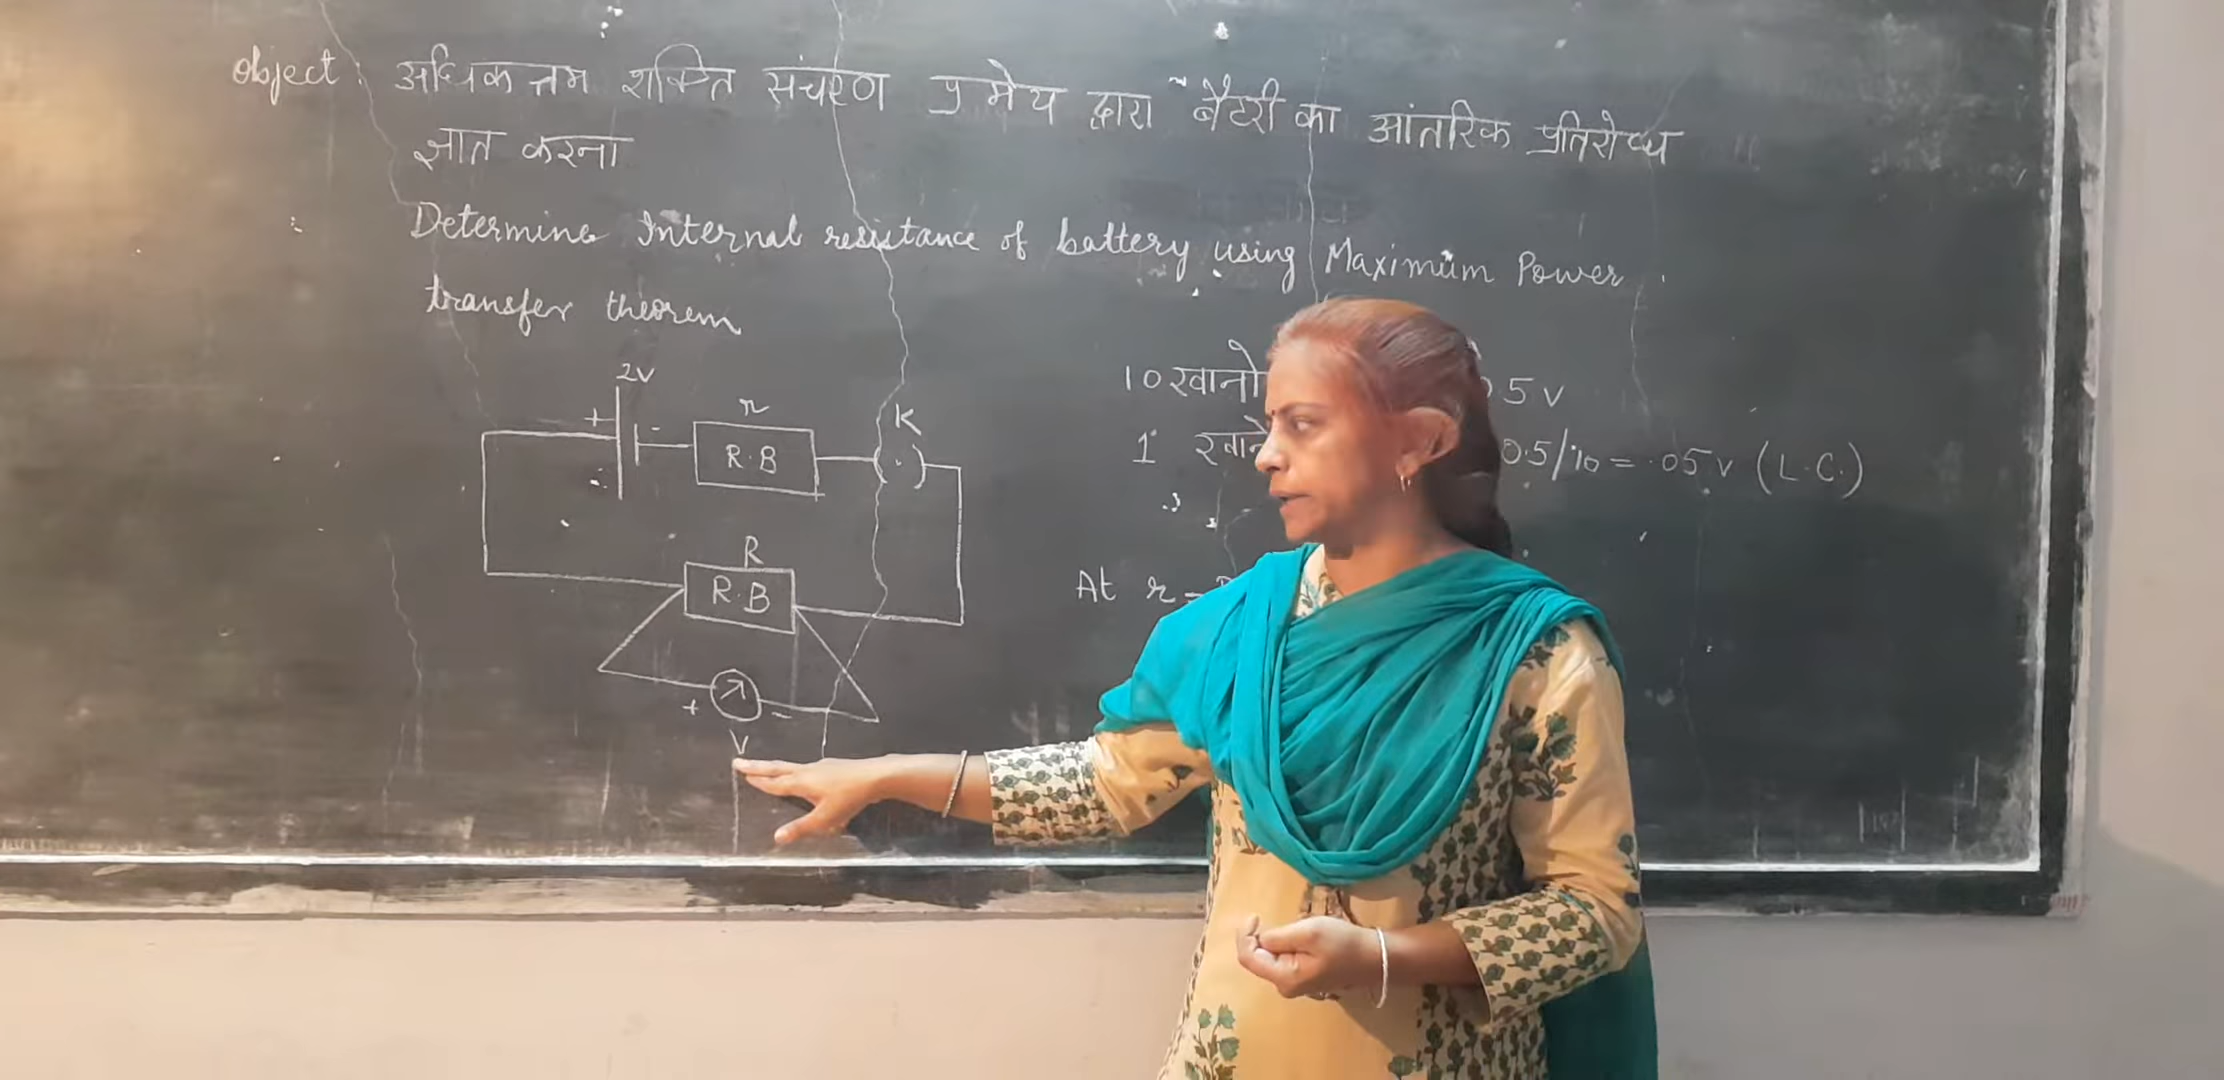 object : अधिकतम शक्ति संचरण प्रमेय द्वारा बैटरी का आंतरिक प्रतिरोध
ज्ञात करना
Determine Internal resistance of battery using Maximum Power
transfer theorem
2V
+ -
r
R.B
K
( . )
R
R.B
+ -
V
10 खानो
.5 v
1 खाने
0.5/10 = .05 v (L.C.)
At r =